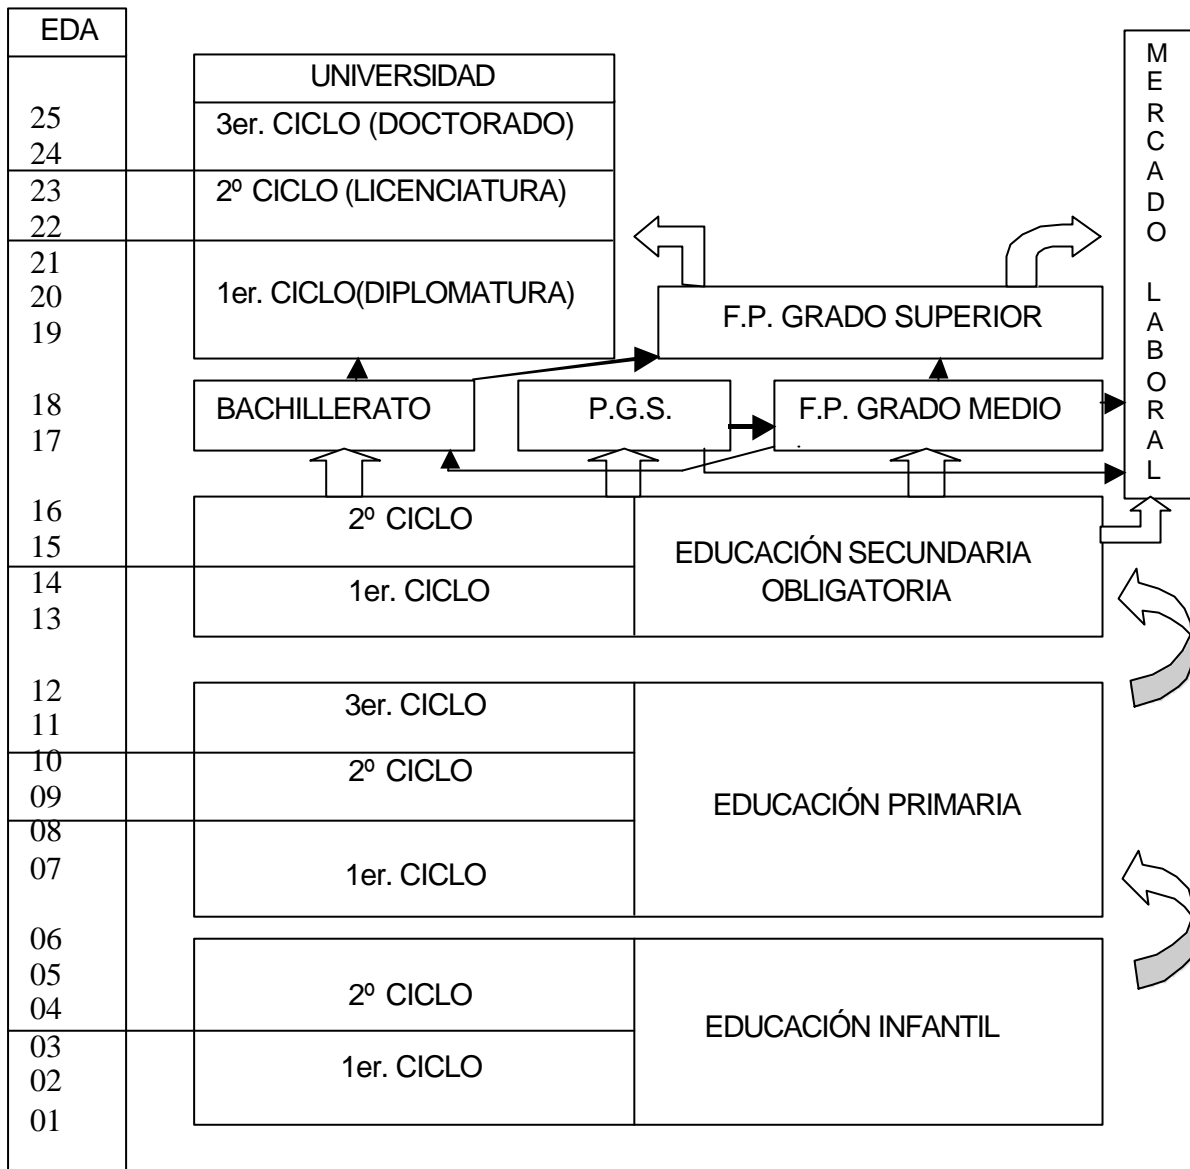 EDA
UNIVERSIDAD
25
3er. CICLO (DOCTORADO)
24
23
2º CICLO (LICENCIATURA)
22
21
20
1er. CICLO(DIPLOMATURA)
19
F.P. GRADO SUPERIOR
MERCADO LABORAL
18
BACHILLERATO
P.G.S.
F.P. GRADO MEDIO
17
16
2º CICLO
15
EDUCACIÓN SECUNDARIA
OBLIGATORIA
14
1er. CICLO
13
12
3er. CICLO
11
10
2º CICLO
09
EDUCACIÓN PRIMARIA
08
07
1er. CICLO
06
05
2º CICLO
04
EDUCACIÓN INFANTIL
03
1er. CICLO
02
01